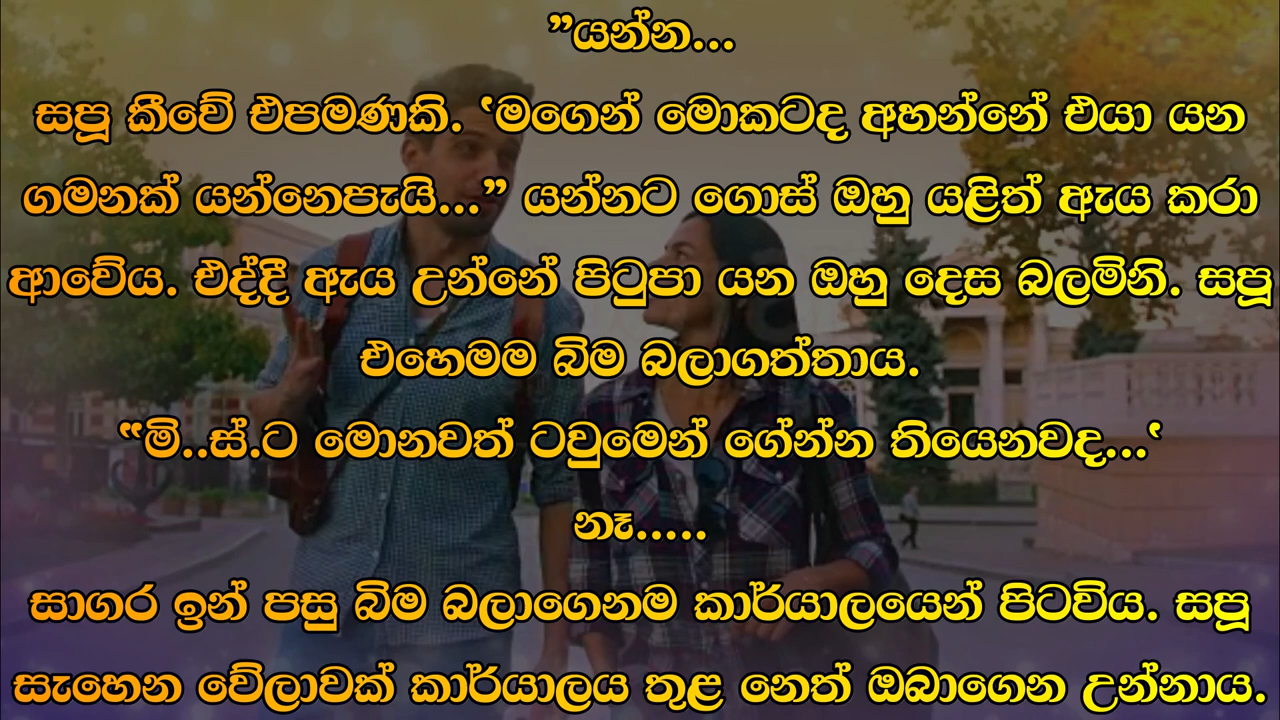 ”යන්න...
සපූ කීවේ එපමණකි. ‘මගෙන් මොකටද අහන්නේ එයා යන
ගමනක් යන්නෙපැයි...” යන්නට ගොස් ඔහු යළිත් ඇය කරා
ආවේය. එද්දී ඇය උන්නේ පිටුපා යන ඔහු දෙස බලමිනි. සපූ
එහෙමම බිම බලාගත්තාය.
“මි..ස්.ට මොනවත් ටවුමෙන් ගේන්න තියෙනවද...‘
නෑ.....
සාගර ඉන් පසු බිම බලාගෙනම කාර්යාලයෙන් පිටවිය. සපූ
සැහෙන වේලාවක් කාර්යාලය තුළ නෙත් ඔබාගෙන උන්නාය.